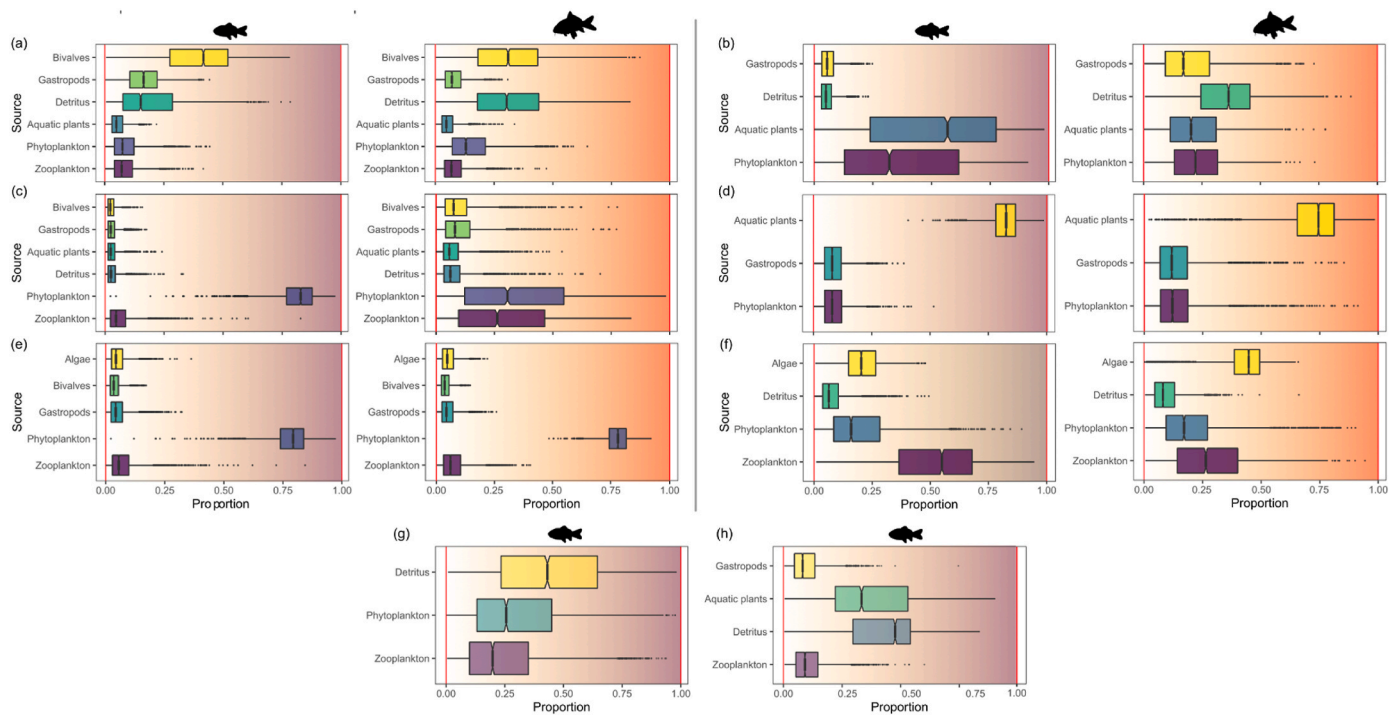 (a)
Source
Bivalves
Gastropods
Detritus
Aquatic plants
Phytoplankton
Zooplankton
Bivalves
Gastropods
Detritus
Aquatic plants
Phytoplankton
Zooplankton
(b)
Source
Gastropods
Detritus
Aquatic plants
Phytoplankton
Gastropods
Detritus
Aquatic plants
Phytoplankton
(c)
Source
Bivalves
Gastropods
Aquatic plants
Detritus
Phytoplankton
Zooplankton
Bivalves
Gastropods
Aquatic plants
Detritus
Phytoplankton
Zooplankton
(d)
Source
Aquatic plants
Gastropods
Phytoplankton
Aquatic plants
Gastropods
Phytoplankton
(e)
Source
Algae
Bivalves
Gastropods
Phytoplankton
Zooplankton
0.00 0.25 0.50 0.75 1.00
Proportion
Algae
Bivalves
Gastropods
Phytoplankton
Zooplankton
0.00 0.25 0.50 0.75 1.00
Proportion
(f)
Source
Algae
Detritus
Phytoplankton
Zooplankton
0.00 0.25 0.50 0.75 1.00
Proportion
Algae
Detritus
Phytoplankton
Zooplankton
0.00 0.25 0.50 0.75 1.00
Proportion
(g)
Source
Detritus
Phytoplankton
Zooplankton
0.00 0.25 0.50 0.75 1.00
Proportion
(h)
Source
Gastropods
Aquatic plants
Detritus
Zooplankton
0.00 0.25 0.50 0.75 1.00
Proportion